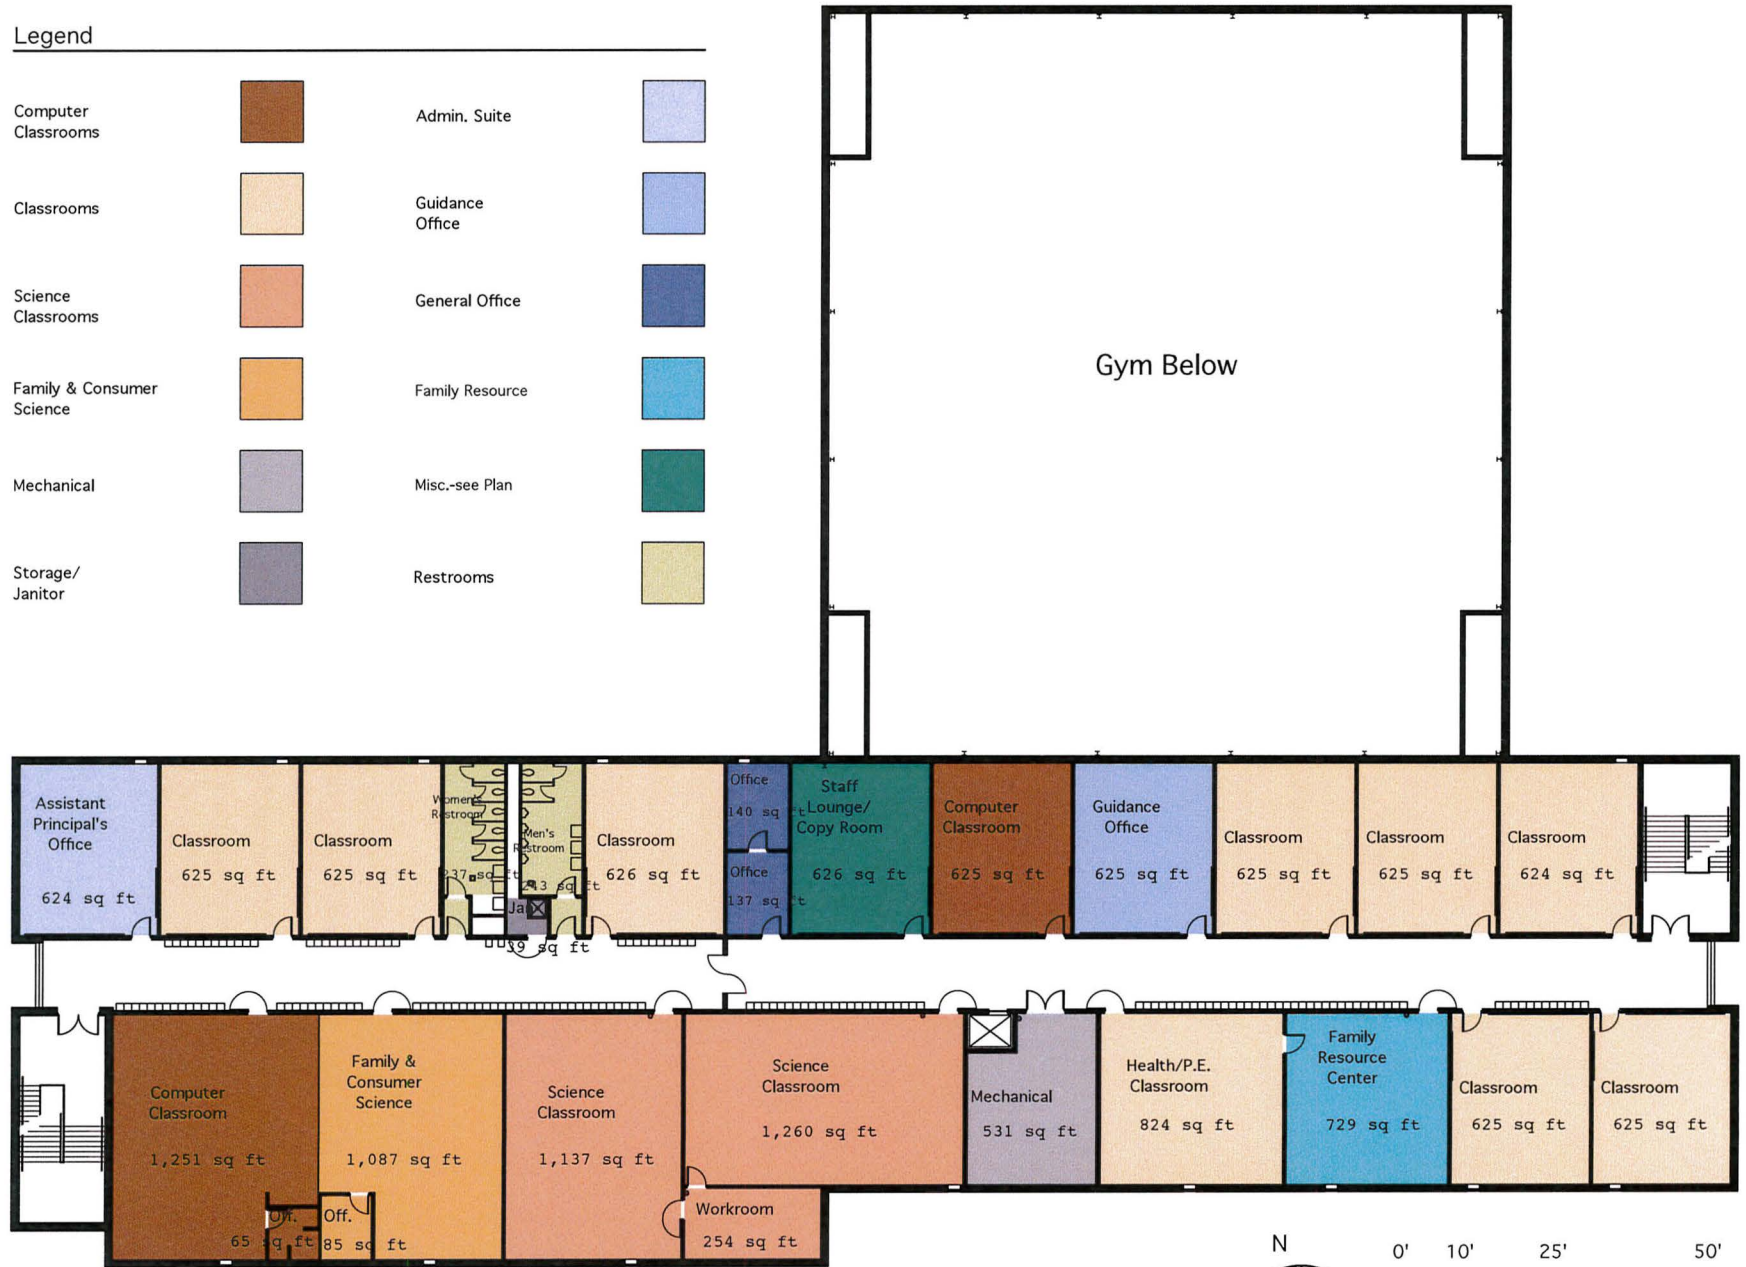 Legend
Computer
Classrooms
Admin. Suite
Classrooms
Guidance
Office
Science
Classrooms
General Office
Family & Consumer
Science
Family Resource
Mechanical
Misc.-see Plan
Storage/
Janitor
Restrooms
Gym Below
Assistant
Principal's
Office
624 sq ft
Classroom
625 sq ft
Classroom
625 sq ft
Women's
Restroom
237 sq ft
Men's
Restroom
243 sq ft
Jan
39 sq ft
Classroom
626 sq ft
Office
140 sq ft
Office
137 sq ft
Staff
Lounge/
Copy Room
626 sq ft
Computer
Classroom
625 sq ft
Guidance
Office
625 sq ft
Classroom
625 sq ft
Classroom
625 sq ft
Classroom
624 sq ft
Computer
Classroom
1,251 sq ft
Off.
65 sq ft
Family &
Consumer
Science
1,087 sq ft
Off.
85 sq ft
Science
Classroom
1,137 sq ft
Science
Classroom
1,260 sq ft
Workroom
254 sq ft
Mechanical
531 sq ft
Health/P.E.
Classroom
824 sq ft
Family
Resource
Center
729 sq ft
Classroom
625 sq ft
Classroom
625 sq ft
N
0' 10' 25' 50'